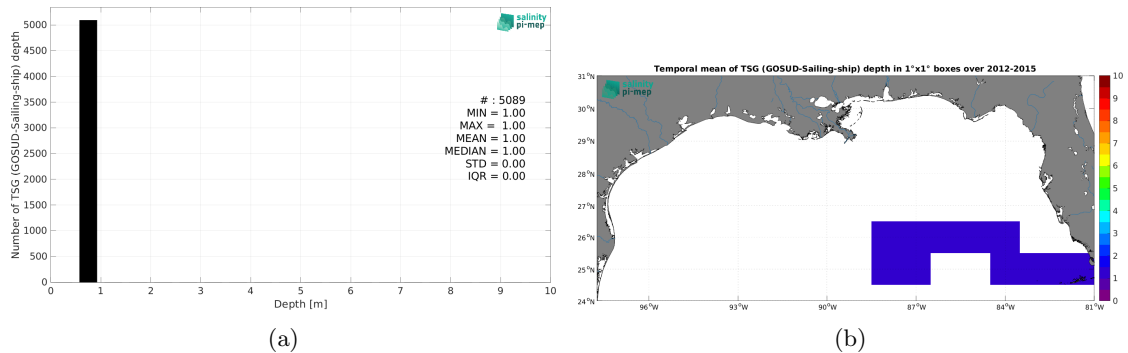 Number of TSG (GOSUD-Sailing-ship) depth
5000
4500
4000
3500
3000
2500
2000
1500
1000
500
0
0 1 2 3 4 5 6 7 8 9 10
Depth [m]
salinity
pi-mep
# : 5089
MIN = 1.00
MAX = 1.00
MEAN = 1.00
MEDIAN = 1.00
STD = 0.00
IQR = 0.00
(a)
Temporal mean of TSG (GOSUD-Sailing-ship) depth in 1°x1° boxes over 2012-2015
salinity
pi-mep
31°N
30°N
29°N
28°N
27°N
26°N
25°N
24°N
96°W 93°W 90°W 87°W 84°W 81°W
10
9
8
7
6
5
4
3
2
1
0
(b)